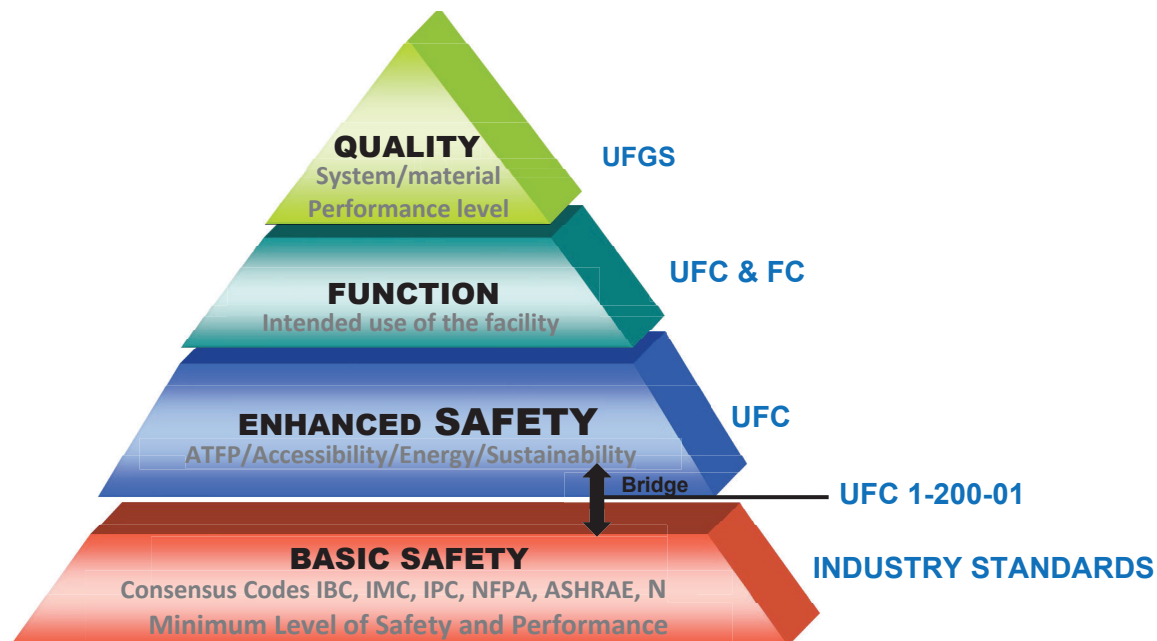 QUALITY
System/material
Performance level
UFGS
FUNCTION
Intended use of the facility
UFC & FC
ENHANCED SAFETY
ATFP/Accessibility/Energy/Sustainability
UFC
Bridge
UFC 1-200-01
BASIC SAFETY
Consensus Codes IBC, IMC, IPC, NFPA, ASHRAE, N
Minimum Level of Safety and Performance
INDUSTRY STANDARDS